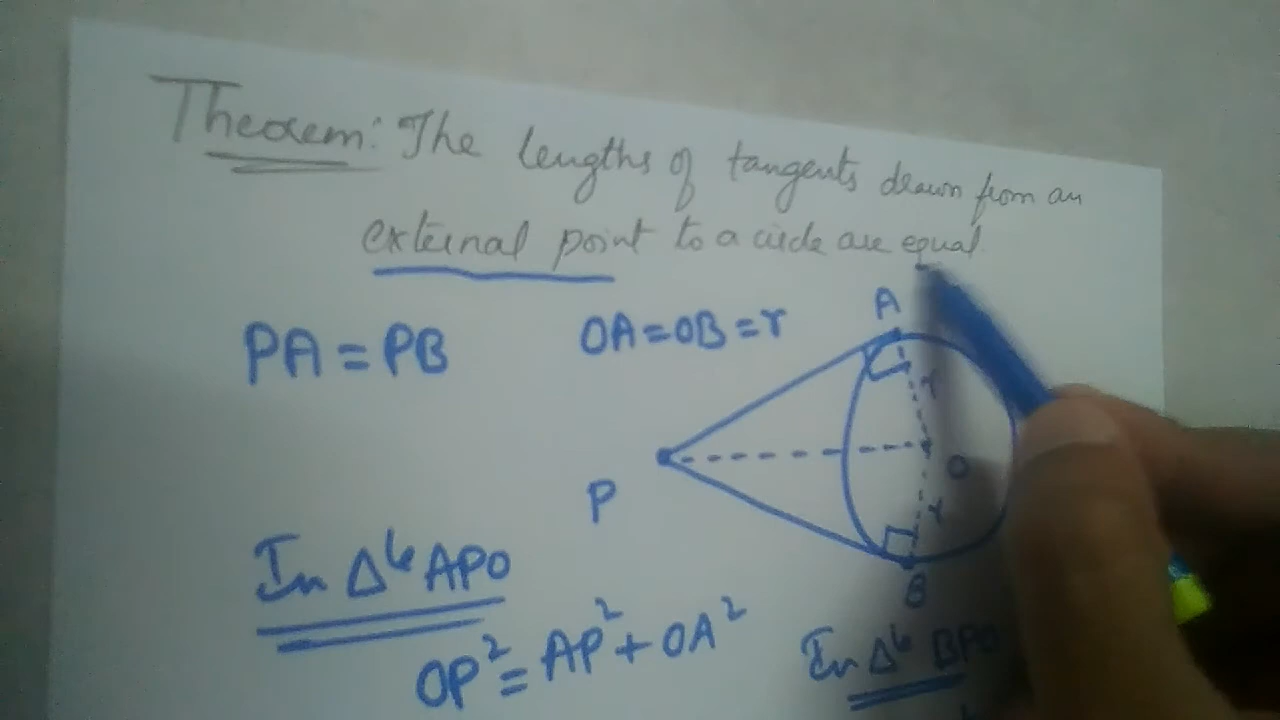 Theorem: The lengths of tangents drawn from an
external point to a circle are equal.
PA = PB
OA = OB = r
A
r
O
P
r
B
In Δle APO
OP² = AP² + OA²
In Δle BPO